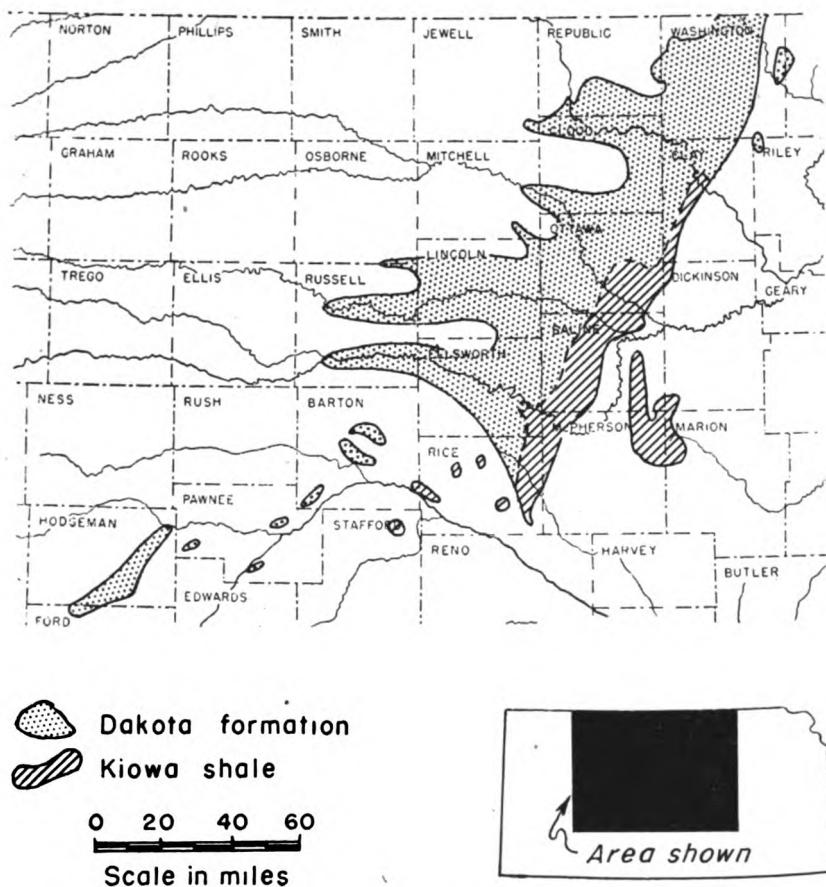 NORTON PHILLIPS SMITH JEWELL REPUBLIC WASHINGTON
CLOUD
GRAHAM ROOKS OSBORNE MITCHELL CLAY RILEY
OTTAWA
LINCOLN
TREGO ELLIS RUSSELL DICKINSON
GEARY
SALINE
ELLSWORTH
NESS RUSH BARTON
McPHERSON MARION
RICE
PAWNEE
HODGEMAN STAFFORD
RENO HARVEY
BUTLER
EDWARDS
FORD
Dakota formation
Kiowa shale
0 20 40 60
Scale in miles
Area shown